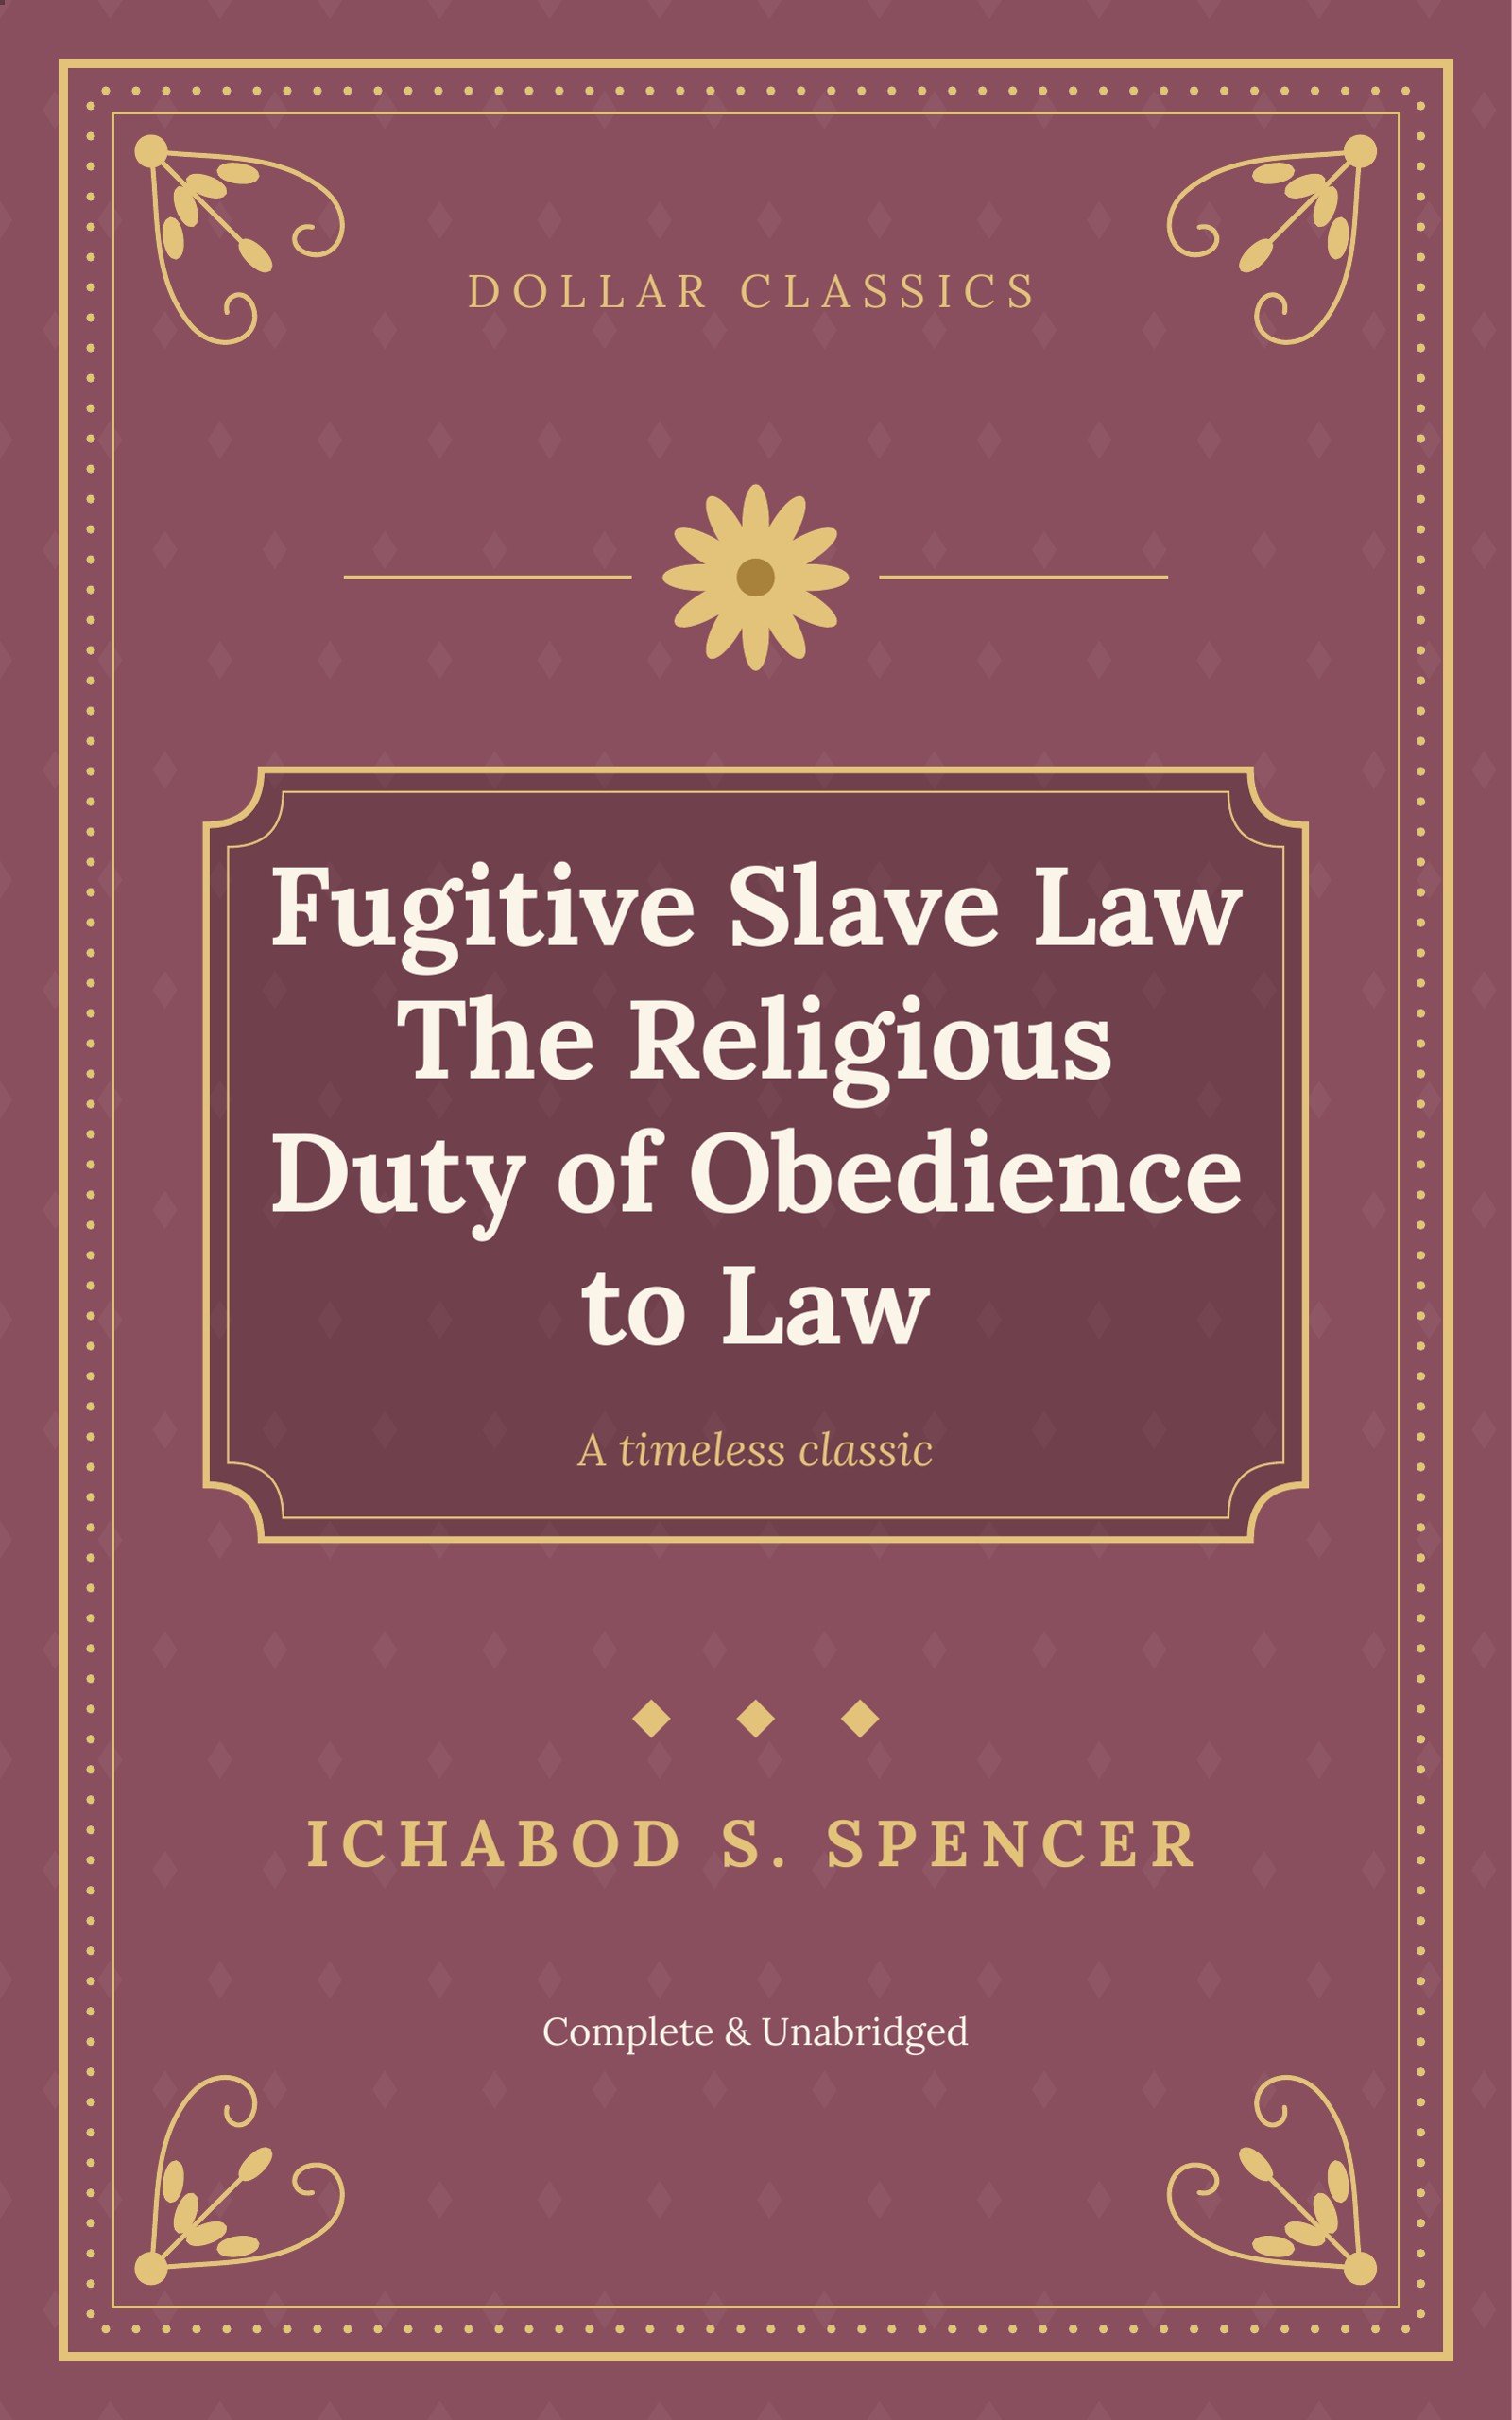 DOLLAR CLASSICS
Fugitive Slave Law
The Religious
Duty of Obedience
to Law
A timeless classic
ICHABOD S. SPENCER
Complete & Unabridged